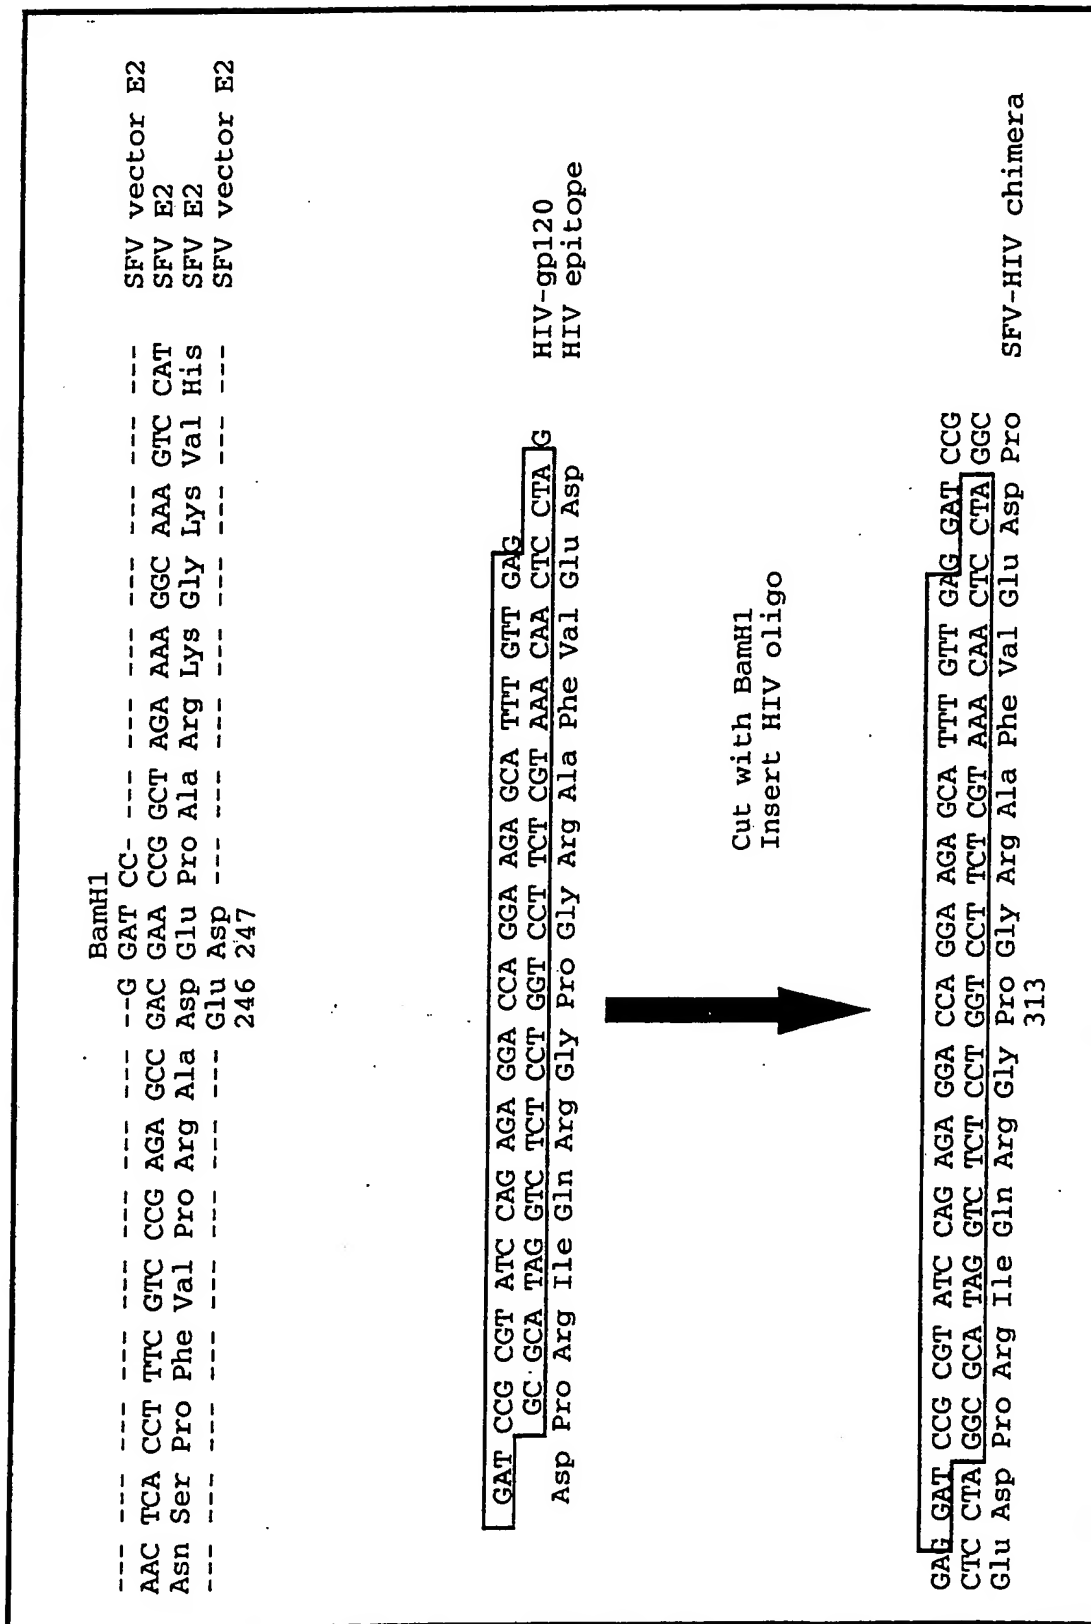 BamH1
--- --- --- --- --- --- --- --- --G GAT CC- --- --- --- --- --- --- --- SFV vector E2
AAC TCA CCT TTC GTC CCG AGA GCC GAC GAA CCG GCT AGA AAA GGC AAA GTC CAT SFV E2
Asn Ser Pro Phe Val Pro Arg Ala Asp Glu Pro Ala Arg Lys Gly Lys Val His SFV E2
--- --- --- --- --- --- --- --- Glu Asp --- --- --- --- --- --- --- --- SFV vector E2
246 247
GAT CCG CGT ATC CAG AGA GGA CCA GGA AGA GCA TTT GTT GAG
GC GCA TAG GTC TCT CCT GGT CCT TCT CGT AAA CAA CTC CTA G HIV-gp120
Asp Pro Arg Ile Gln Arg Gly Pro Gly Arg Ala Phe Val Glu Asp HIV epitope
Cut with BamH1
Insert HIV oligo
GAG GAT CCG CGT ATC CAG AGA GGA CCA GGA AGA GCA TTT GTT GAG GAT CCG
CTC CTA GGC GCA TAG GTC TCT CCT GGT CCT TCT CGT AAA CAA CTC CTA GGC
Glu Asp Pro Arg Ile Gln Arg Gly Pro Gly Arg Ala Phe Val Glu Asp Pro SFV-HIV chimera
313